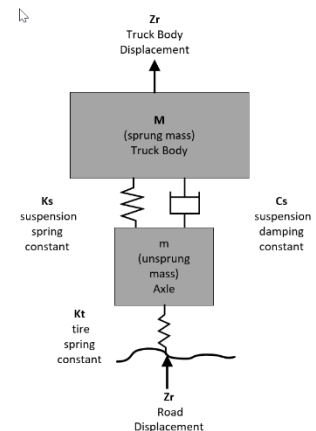 Zr
Truck Body
Displacement
M
(sprung mass)
Truck Body
Ks
suspension
spring
constant
Cs
suspension
damping
constant
m
(unsprung
mass)
Axle
Kt
tire
spring
constant
Zr
Road
Displacement